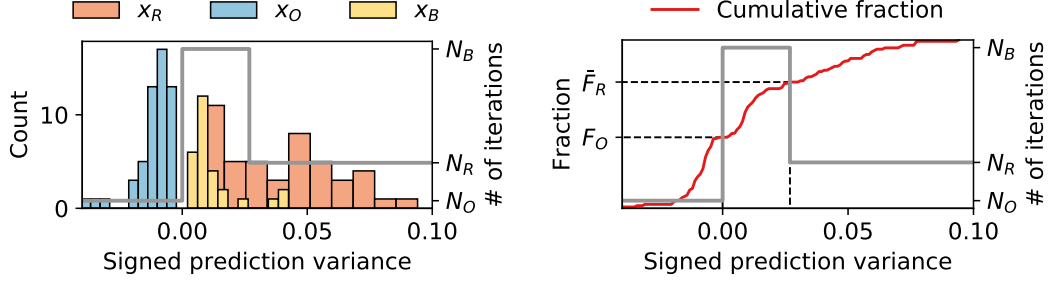 x_R x_O x_B
Count
10
0
N_B
N_R
N_O
# of iterations
0.00 0.05 0.10
Signed prediction variance
Cumulative fraction
Fraction
F̄_R
F_O
N_B
N_R
N_O
# of iterations
0.00 0.05 0.10
Signed prediction variance